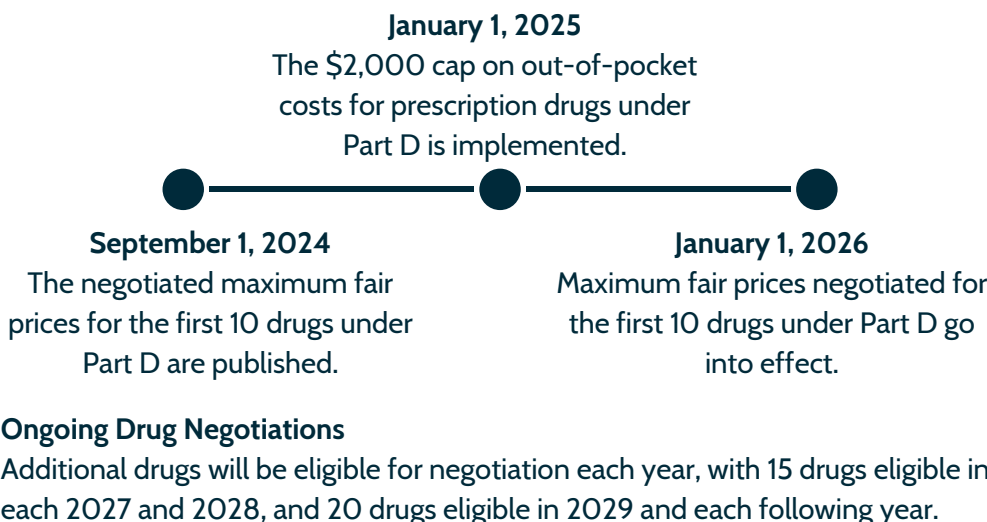 January 1, 2025
The $2,000 cap on out-of-pocket
costs for prescription drugs under
Part D is implemented.
September 1, 2024
The negotiated maximum fair
prices for the first 10 drugs under
Part D are published.
January 1, 2026
Maximum fair prices negotiated for
the first 10 drugs under Part D go
into effect.
Ongoing Drug Negotiations
Additional drugs will be eligible for negotiation each year, with 15 drugs eligible in
each 2027 and 2028, and 20 drugs eligible in 2029 and each following year.